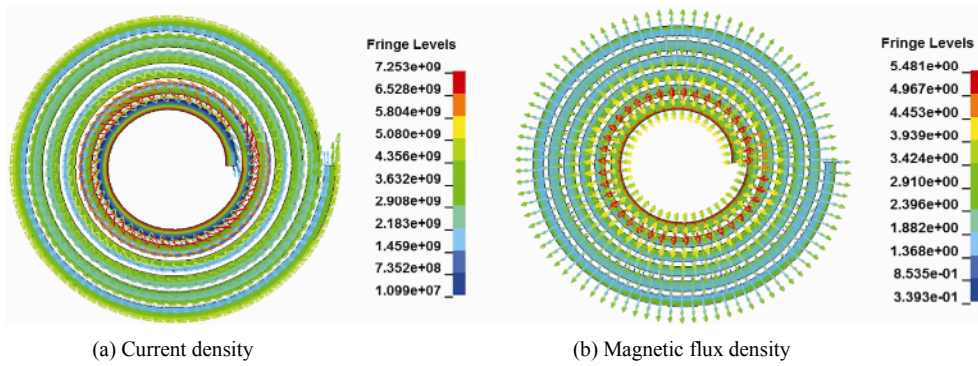 Fringe Levels
7.253e+09
6.528e+09
5.804e+09
5.080e+09
4.356e+09
3.632e+09
2.908e+09
2.183e+09
1.459e+09
7.352e+08
1.099e+07
Fringe Levels
5.481e+00
4.967e+00
4.453e+00
3.939e+00
3.424e+00
2.910e+00
2.396e+00
1.882e+00
1.368e+00
8.535e-01
3.393e-01
(a) Current density
(b) Magnetic flux density